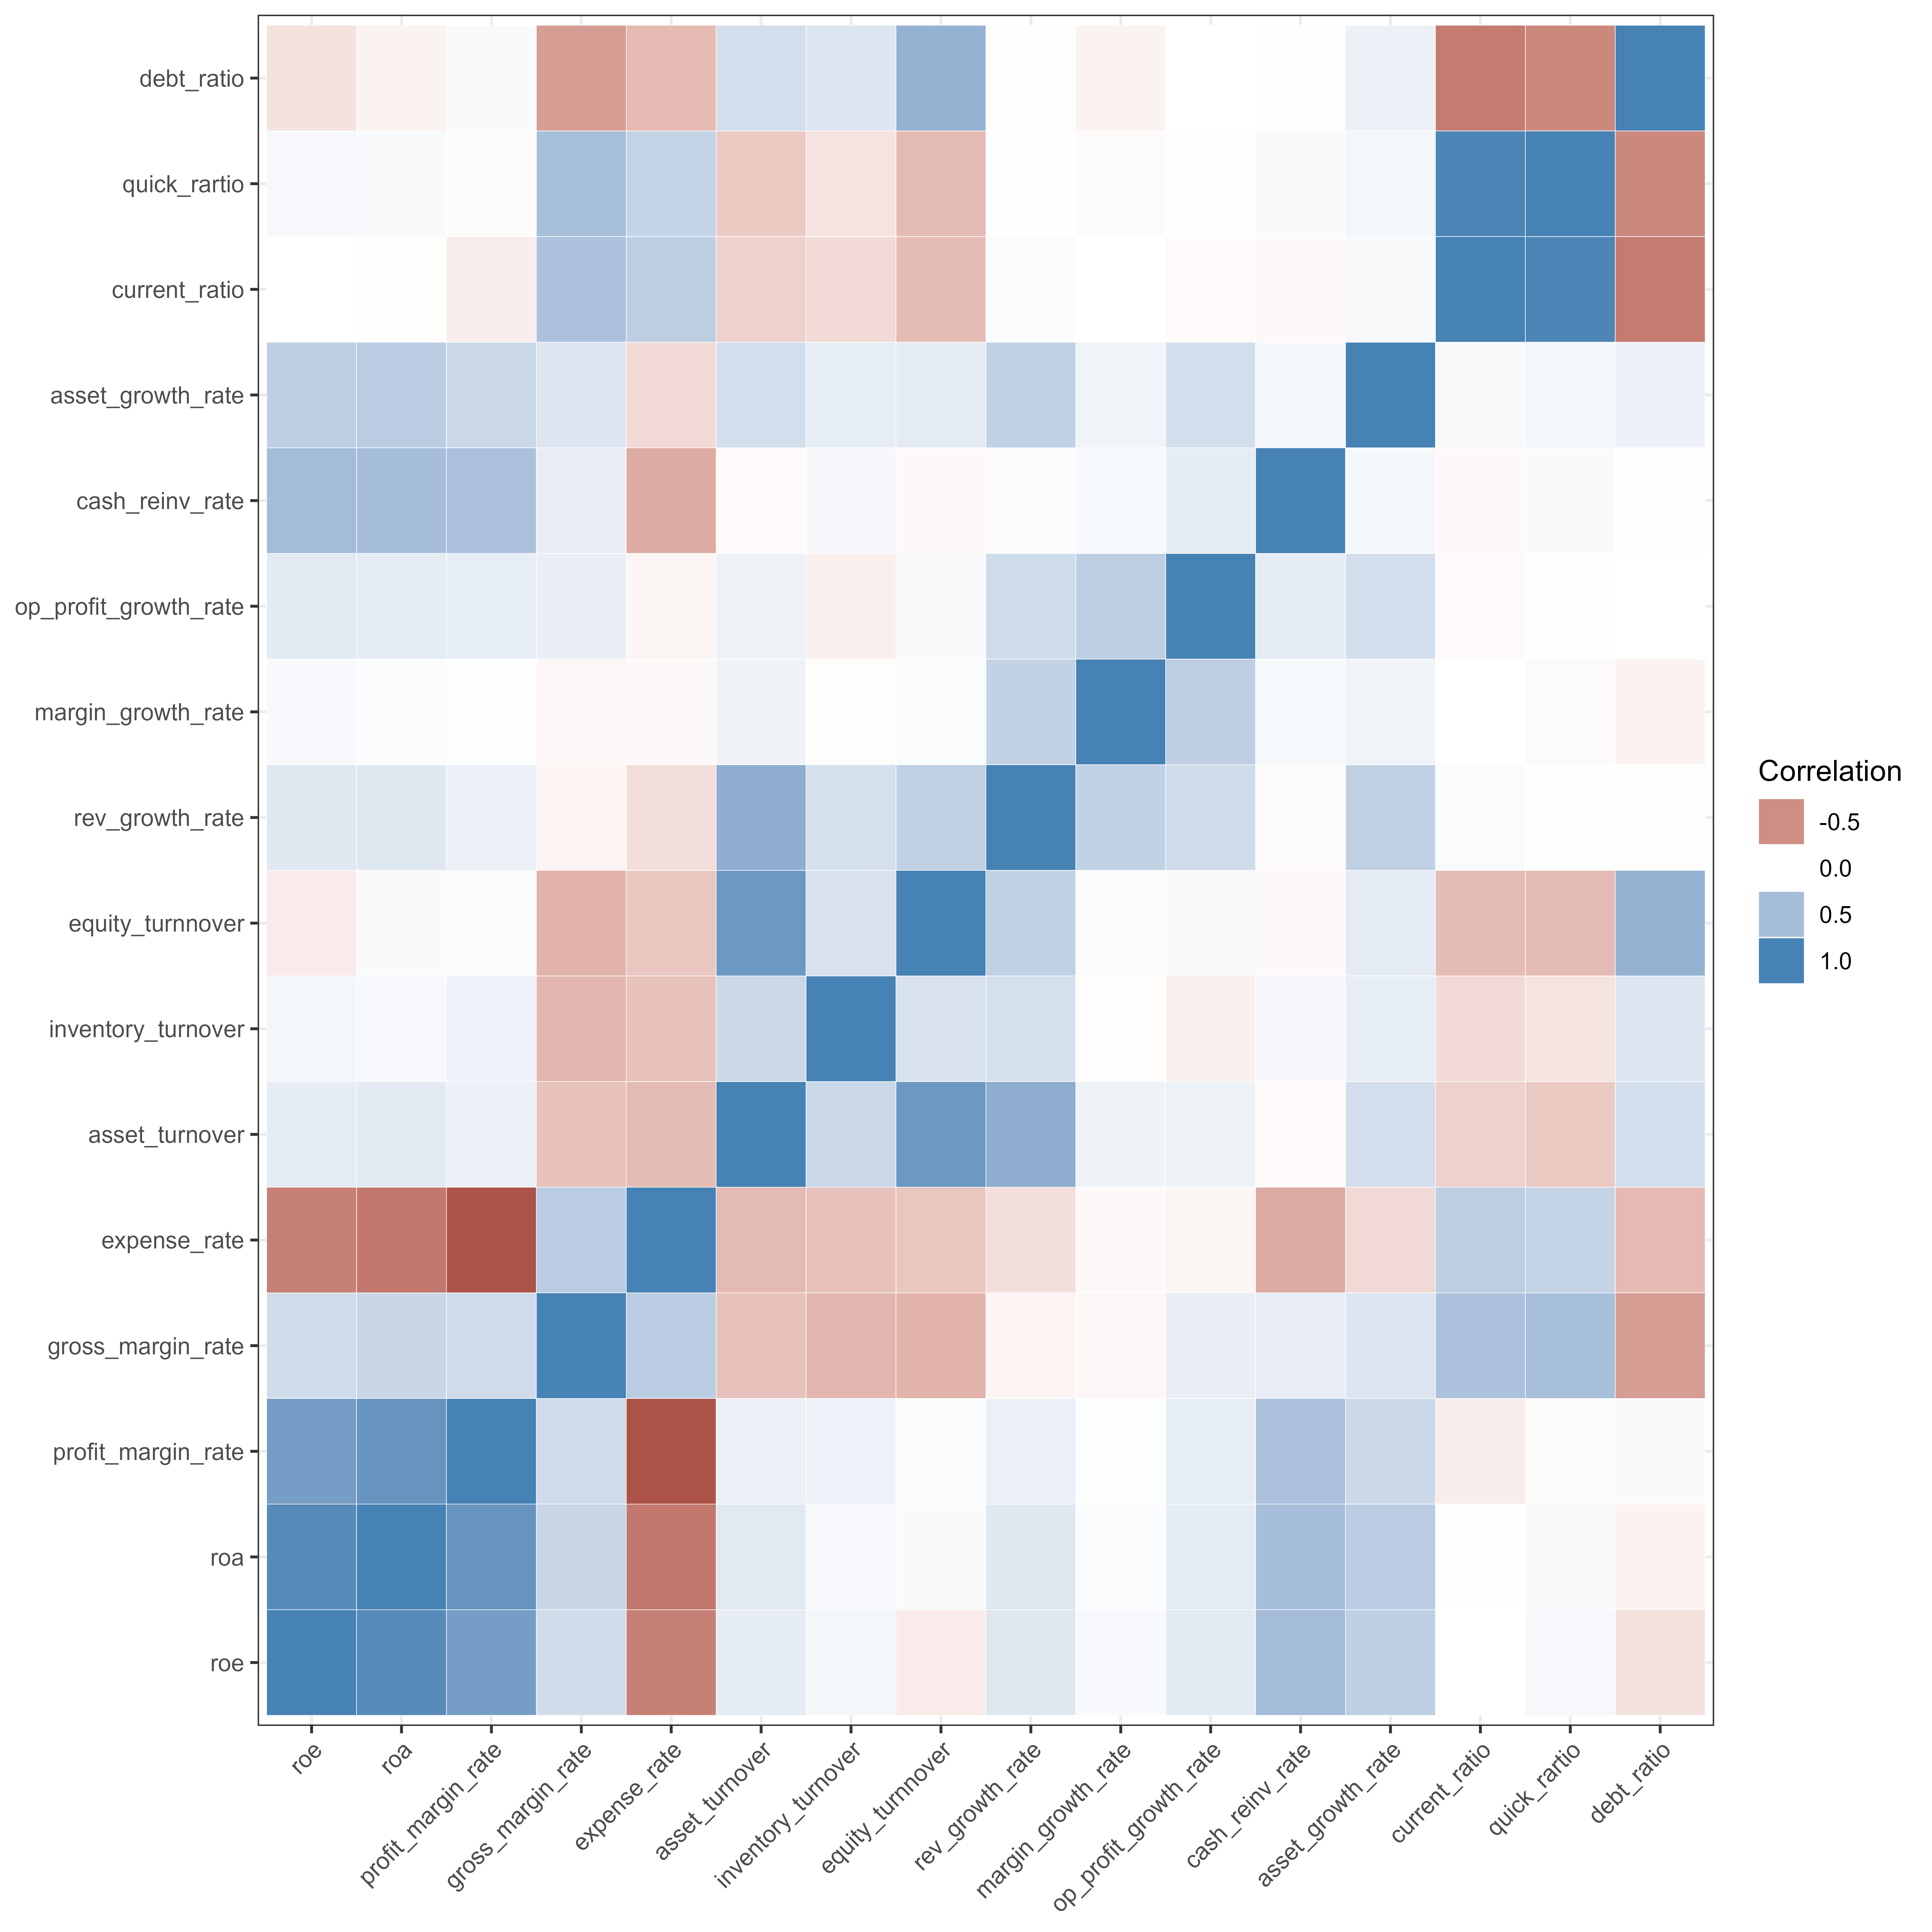 debt_ratio
quick_rartio
current_ratio
asset_growth_rate
cash_reinv_rate
op_profit_growth_rate
margin_growth_rate
rev_growth_rate
equity_turnnover
inventory_turnover
asset_turnover
expense_rate
gross_margin_rate
profit_margin_rate
roa
roe
roe
roa
profit_margin_rate
gross_margin_rate
expense_rate
asset_turnover
inventory_turnover
equity_turnnover
rev_growth_rate
margin_growth_rate
op_profit_growth_rate
cash_reinv_rate
asset_growth_rate
current_ratio
quick_rartio
debt_ratio
Correlation
-0.5
0.0
0.5
1.0